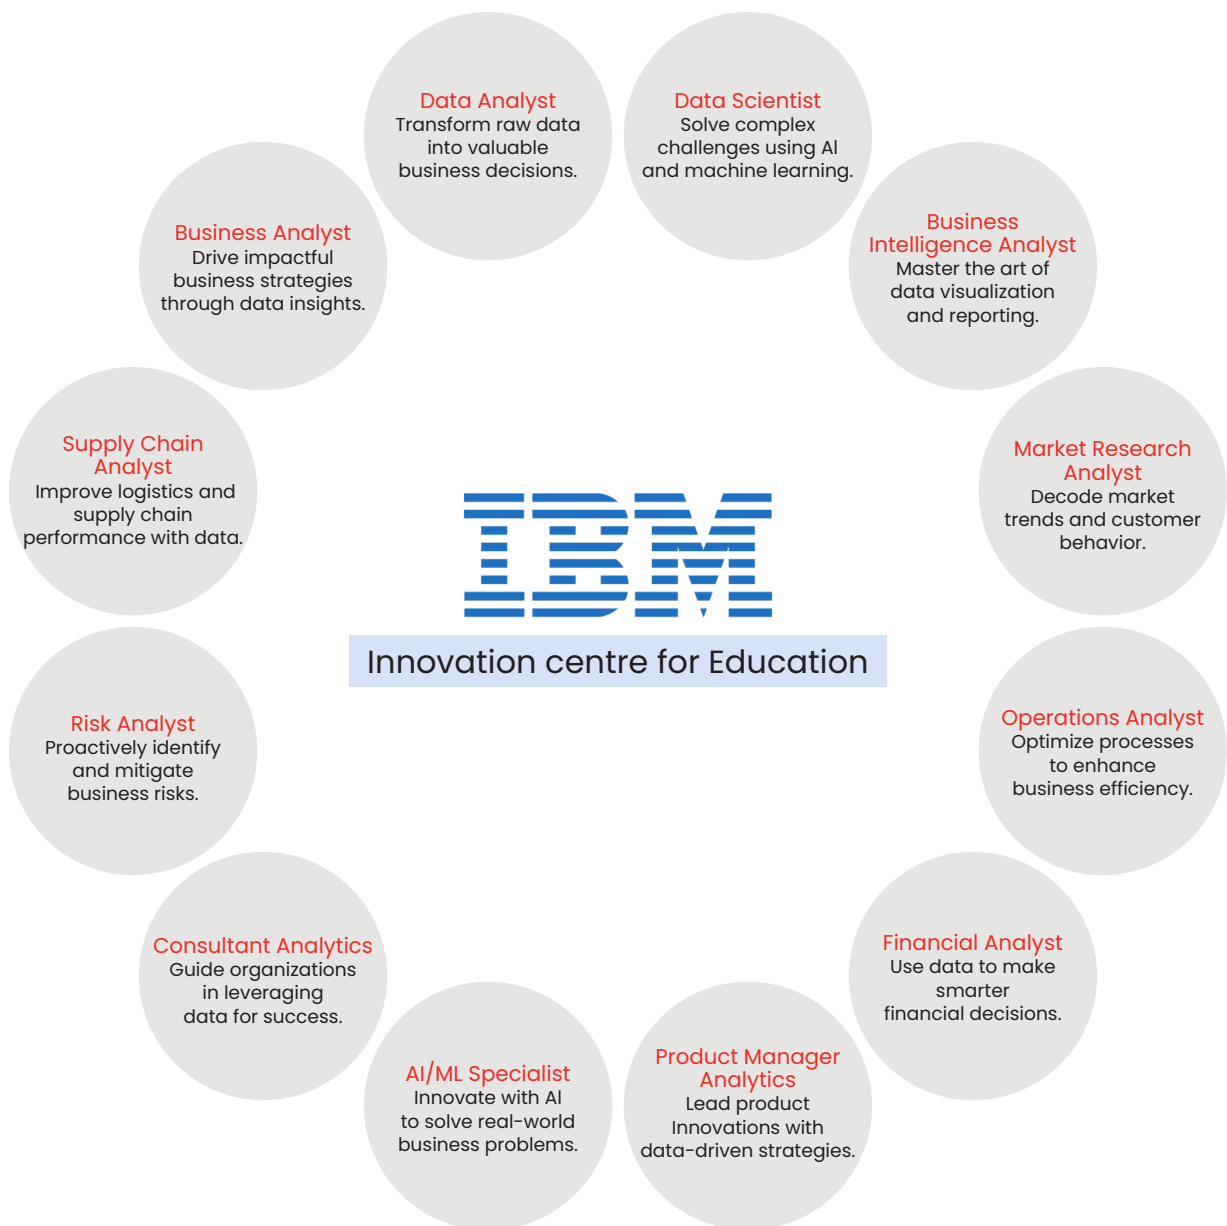 Data Analyst
Transform raw data
into valuable
business decisions.
Data Scientist
Solve complex
challenges using AI
and machine learning.
Business
Intelligence Analyst
Master the art of
data visualization
and reporting.
Market Research
Analyst
Decode market
trends and customer
behavior.
Operations Analyst
Optimize processes
to enhance
business efficiency.
Financial Analyst
Use data to make
smarter
financial decisions.
Product Manager
Analytics
Lead product
Innovations with
data-driven strategies.
AI/ML Specialist
Innovate with AI
to solve real-world
business problems.
Consultant Analytics
Guide organizations
in leveraging
data for success.
Risk Analyst
Proactively identify
and mitigate
business risks.
Supply Chain
Analyst
Improve logistics and
supply chain
performance with data.
Business Analyst
Drive impactful
business strategies
through data insights.
IBM
Innovation centre for Education